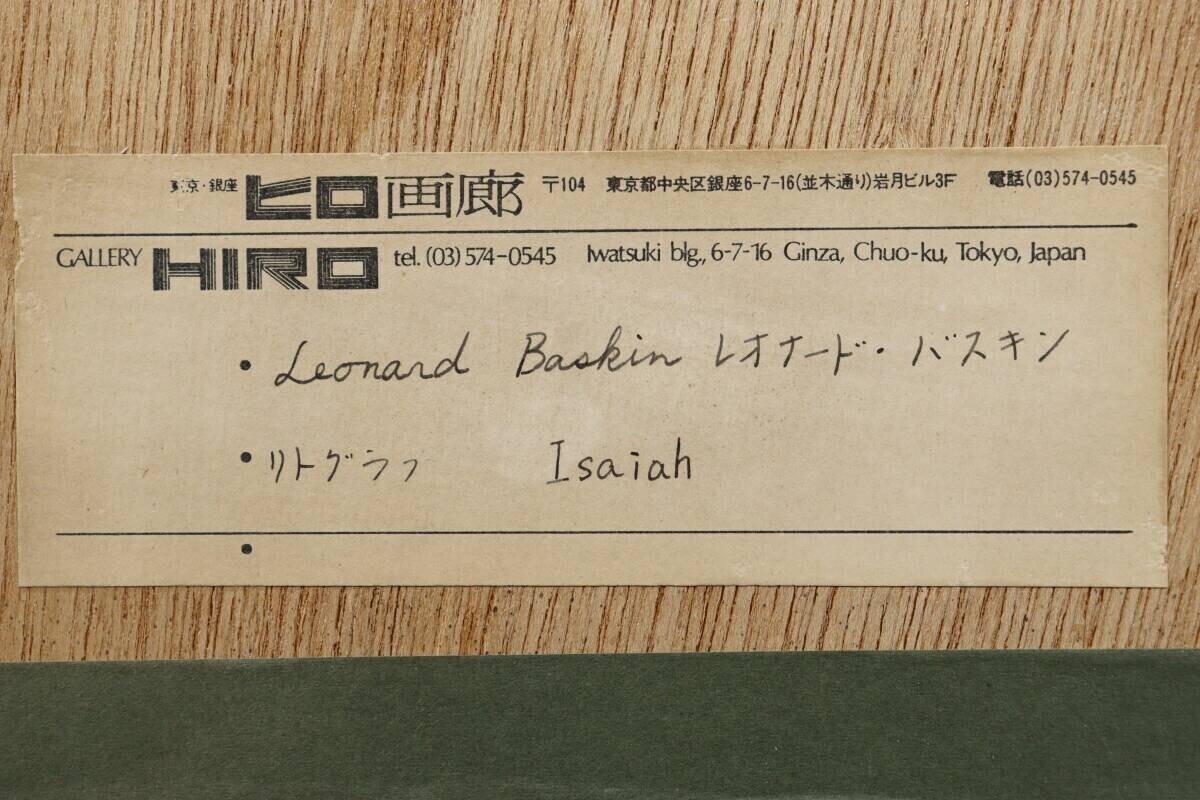 東京・銀座 ヒロ画廊 〒104 東京都中央区銀座6-7-16(並木通り)岩月ビル3F 電話(03)574-0545
GALLERY HIRO tel. (03) 574-0545 Iwatsuki blg., 6-7-16 Ginza, Chuo-ku, Tokyo, Japan
• Leonard Baskin レオナード・バスキン
• リトグラフ Isaiah
•